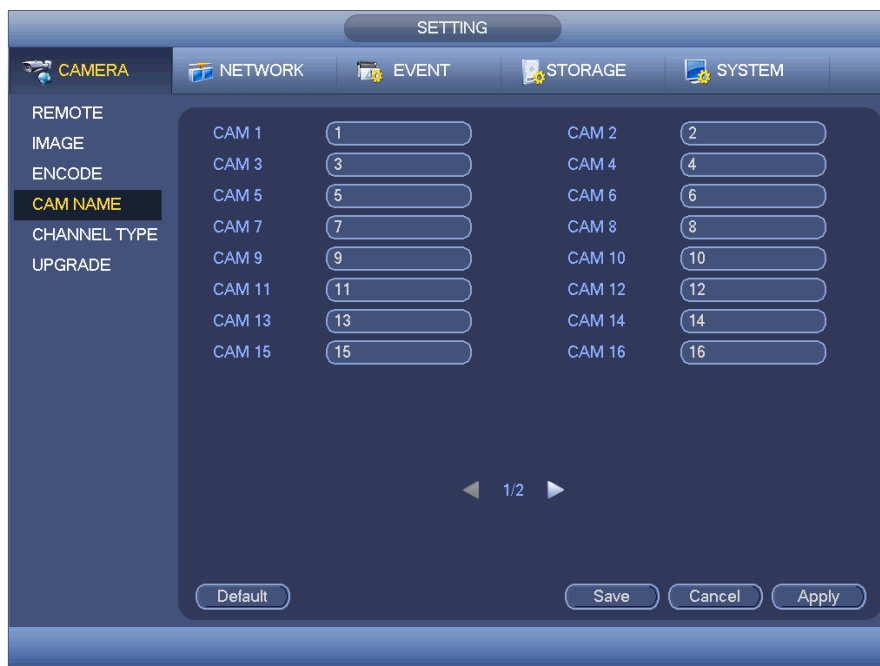 SETTING
CAMERA NETWORK EVENT STORAGE SYSTEM
REMOTE
IMAGE
ENCODE
CAM NAME
CHANNEL TYPE
UPGRADE
CAM 1 1 CAM 2 2
CAM 3 3 CAM 4 4
CAM 5 5 CAM 6 6
CAM 7 7 CAM 8 8
CAM 9 9 CAM 10 10
CAM 11 11 CAM 12 12
CAM 13 13 CAM 14 14
CAM 15 15 CAM 16 16
1/2
Default Save Cancel Apply